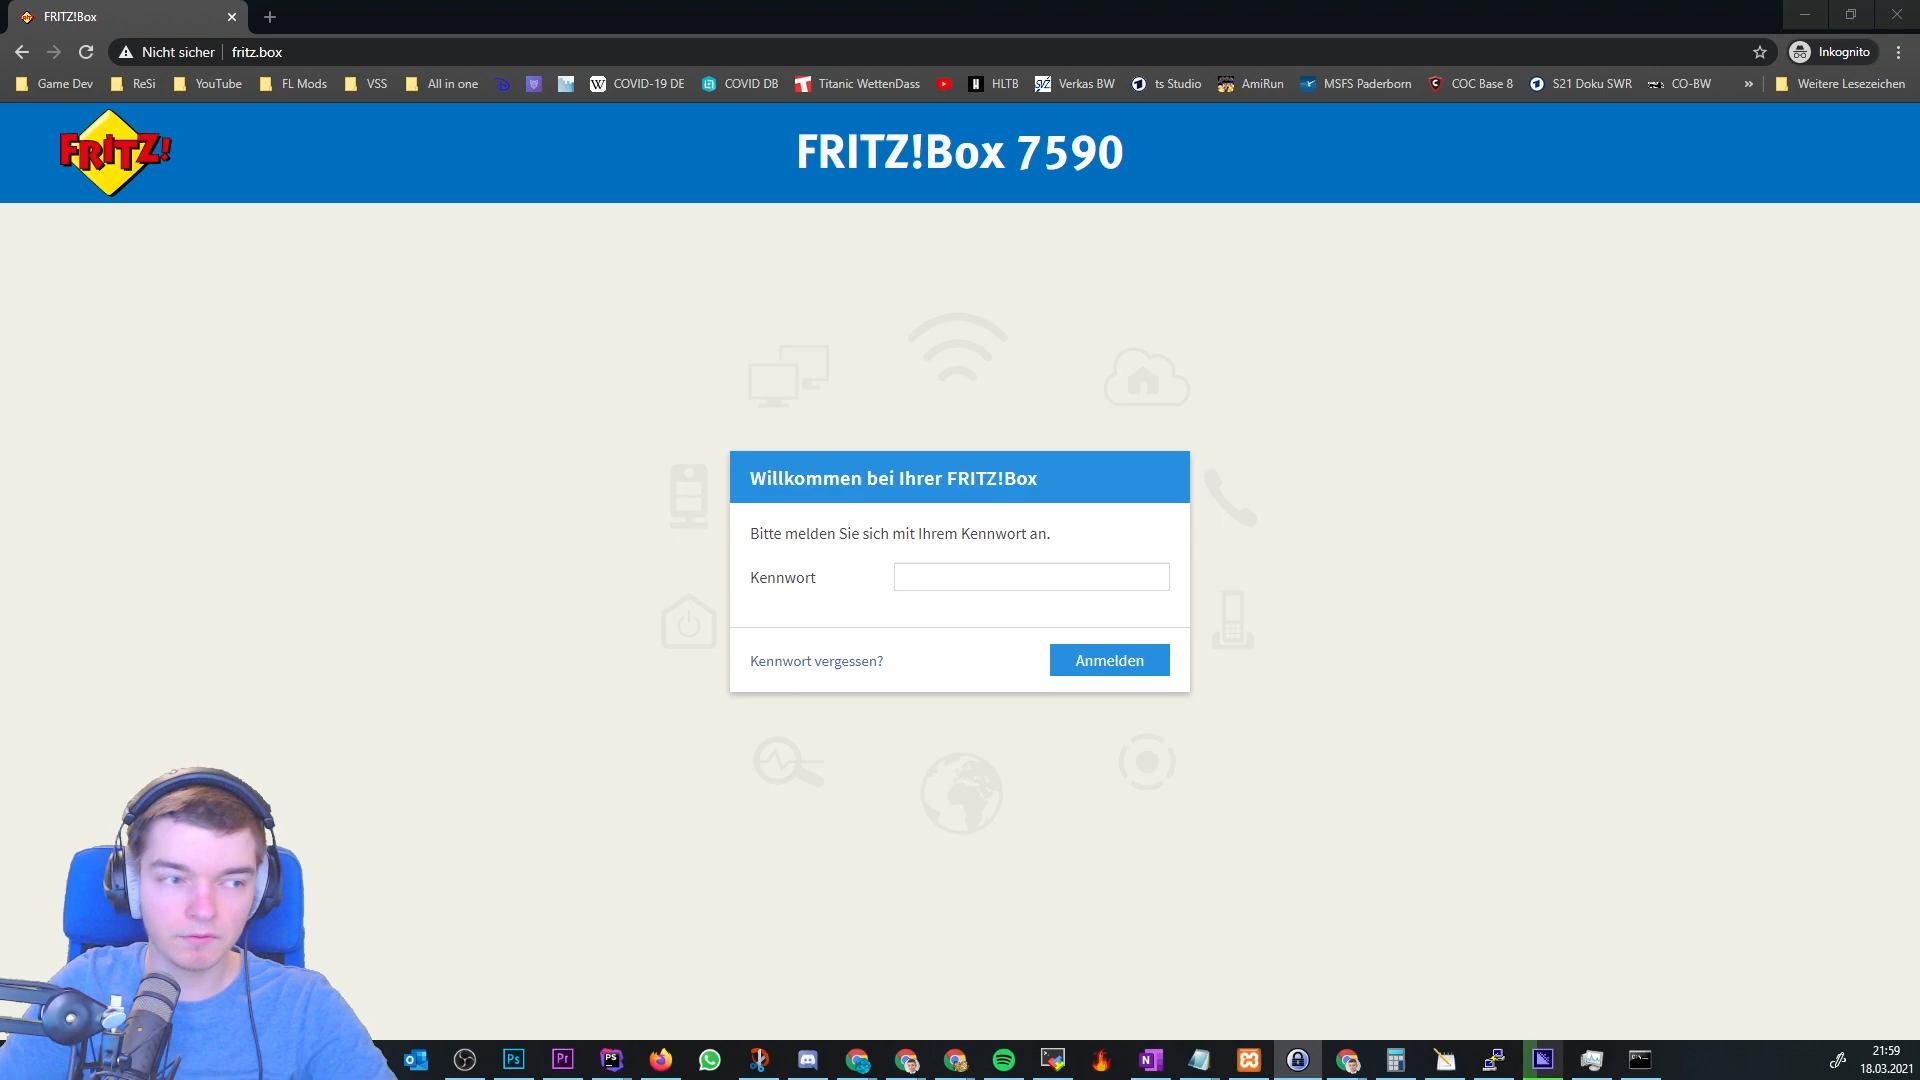 FRITZ!Box
Nicht sicher fritz.box
Inkognito
Game Dev ReSi YouTube FL Mods VSS All in one COVID-19 DE COVID DB Titanic WettenDass HLTB Verkas BW ts Studio AmiRun MSFS Paderborn COC Base 8 S21 Doku SWR CO-BW » Weitere Lesezeichen
FRITZ!
FRITZ!Box 7590
Willkommen bei Ihrer FRITZ!Box
Bitte melden Sie sich mit Ihrem Kennwort an.
Kennwort
Kennwort vergessen?
Anmelden
Ps Pr PS N
21:59
18.03.2021